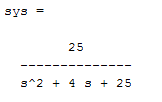 sys =
25
--------------
s^2 + 4 s + 25